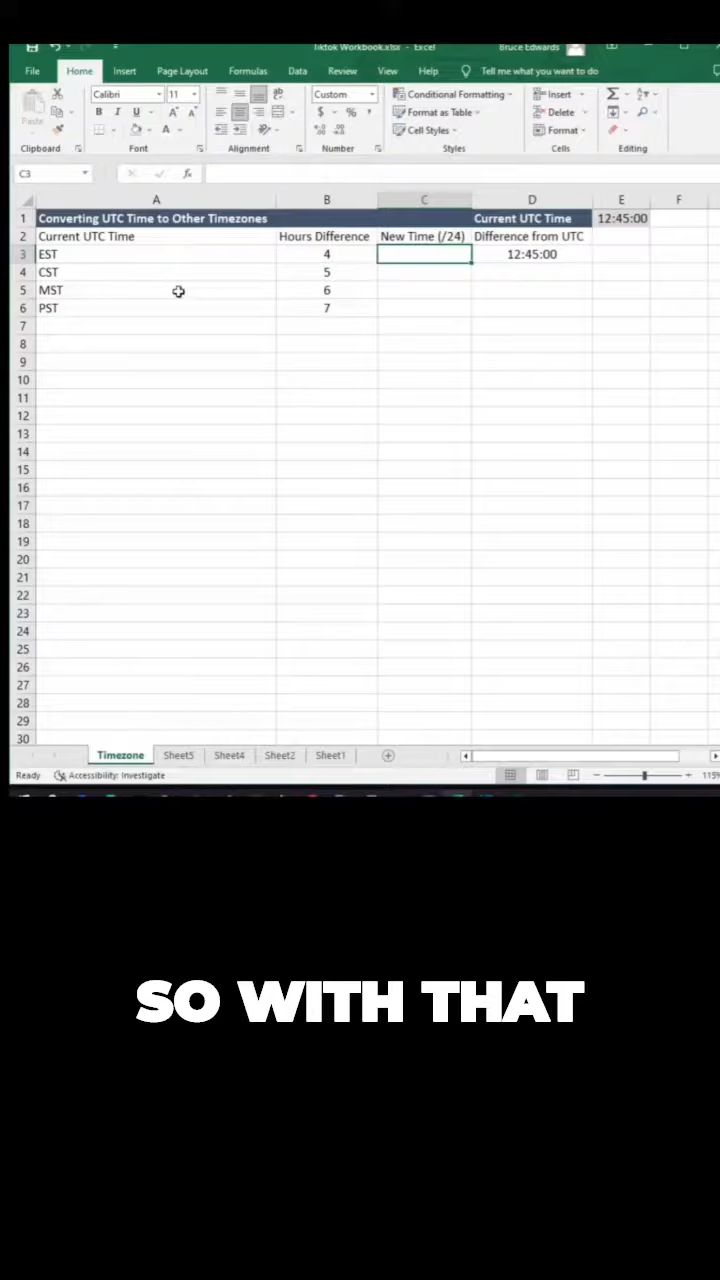 Tiktok Workbook.xlsx - Excel
Bruce Edwards
File Home Insert Page Layout Formulas Data Review View Help Tell me what you want to do
Paste
Calibri 11
B I U
A A
A
ab
Custom
$ % ,
Conditional Formatting
Format as Table
Cell Styles
Insert
Delete
Format
Σ
Clipboard Font Alignment Number Styles Cells Editing
C3 fx
A B C D E F
1 Converting UTC Time to Other Timezones Current UTC Time 12:45:00
2 Current UTC Time Hours Difference New Time (/24) Difference from UTC
3 EST 4 12:45:00
4 CST 5
5 MST 6
6 PST 7
7
8
9
10
11
12
13
14
15
16
17
18
19
20
21
22
23
24
25
26
27
28
29
30
Timezone Sheet5 Sheet4 Sheet2 Sheet1
Ready Accessibility: Investigate
115%
SO WITH THAT